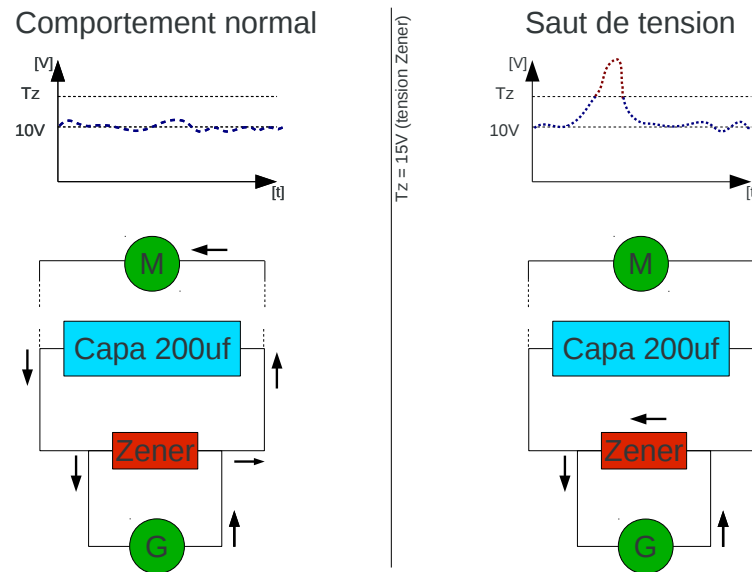 Comportement normal
[V]
Tz
10V
[t]
M
Capa 200uf
Zener
G
Tz = 15V (tension Zener)
Saut de tension
[V]
Tz
10V
[t
M
Capa 200uf
Zener
G